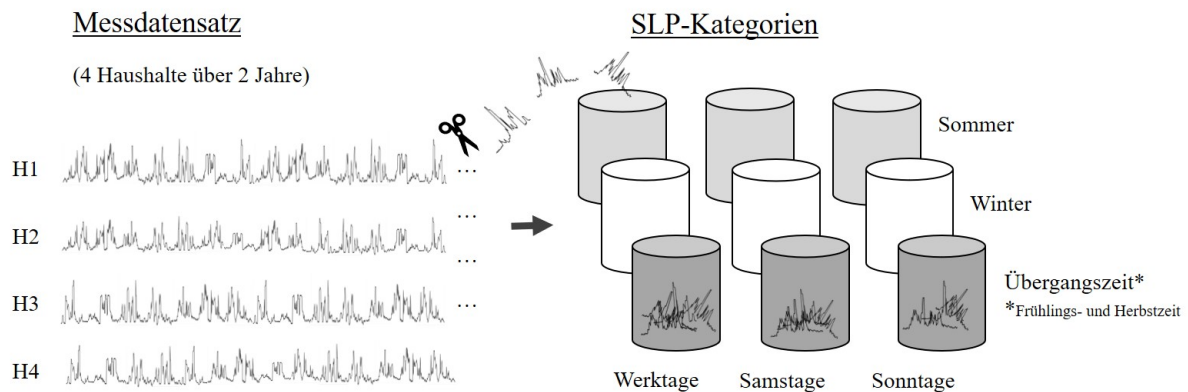 Messdatensatz
(4 Haushalte über 2 Jahre)
H1
...
H2
...
...
H3
...
H4
SLP-Kategorien
Sommer
Winter
Übergangszeit*
*Frühlings- und Herbstzeit
Werktage Samstage Sonntage